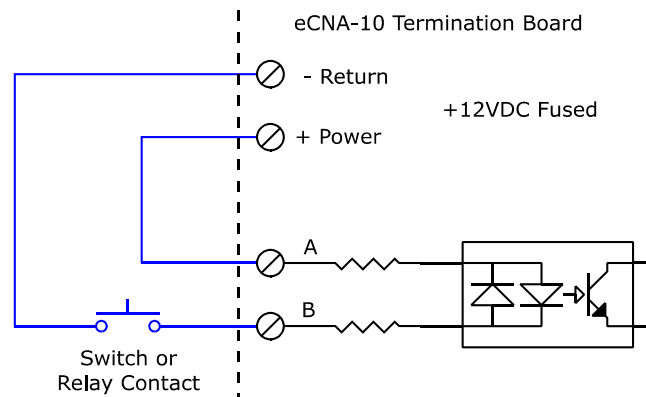 eCNA-10 Termination Board
- Return
+12VDC Fused
+ Power
A
B
Switch or
Relay Contact